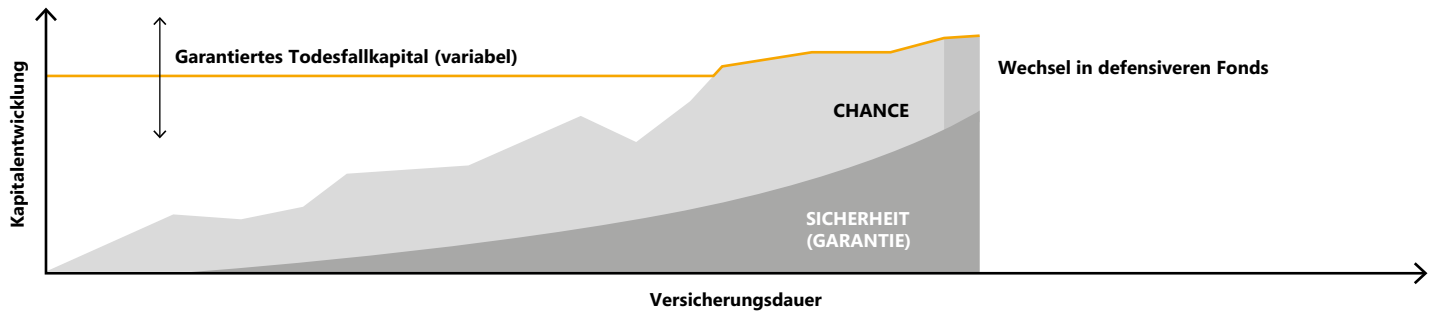 Kapitalentwicklung
Garantiertes Todesfallkapital (variabel)
Wechsel in defensiveren Fonds
CHANCE
SICHERHEIT
(GARANTIE)
Versicherungsdauer